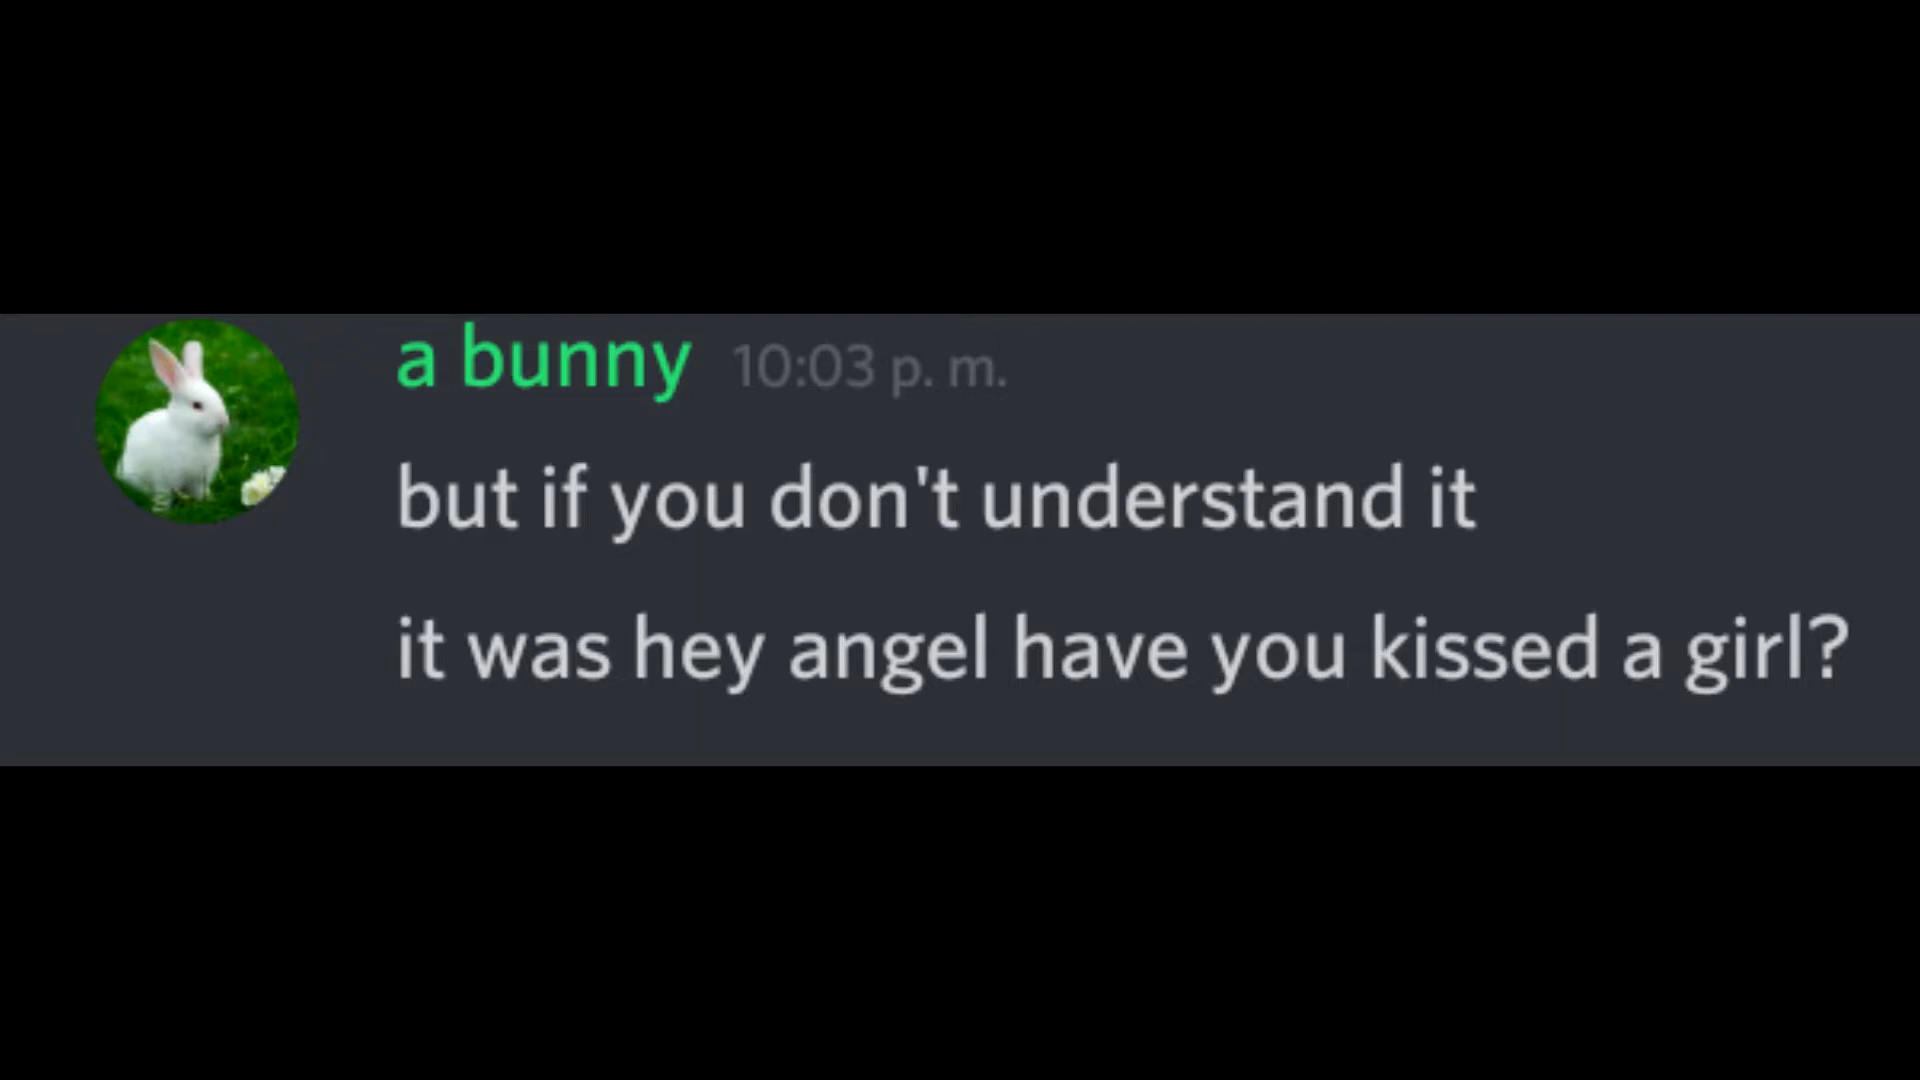 a bunny 10:03 p. m.
but if you don't understand it
it was hey angel have you kissed a girl?